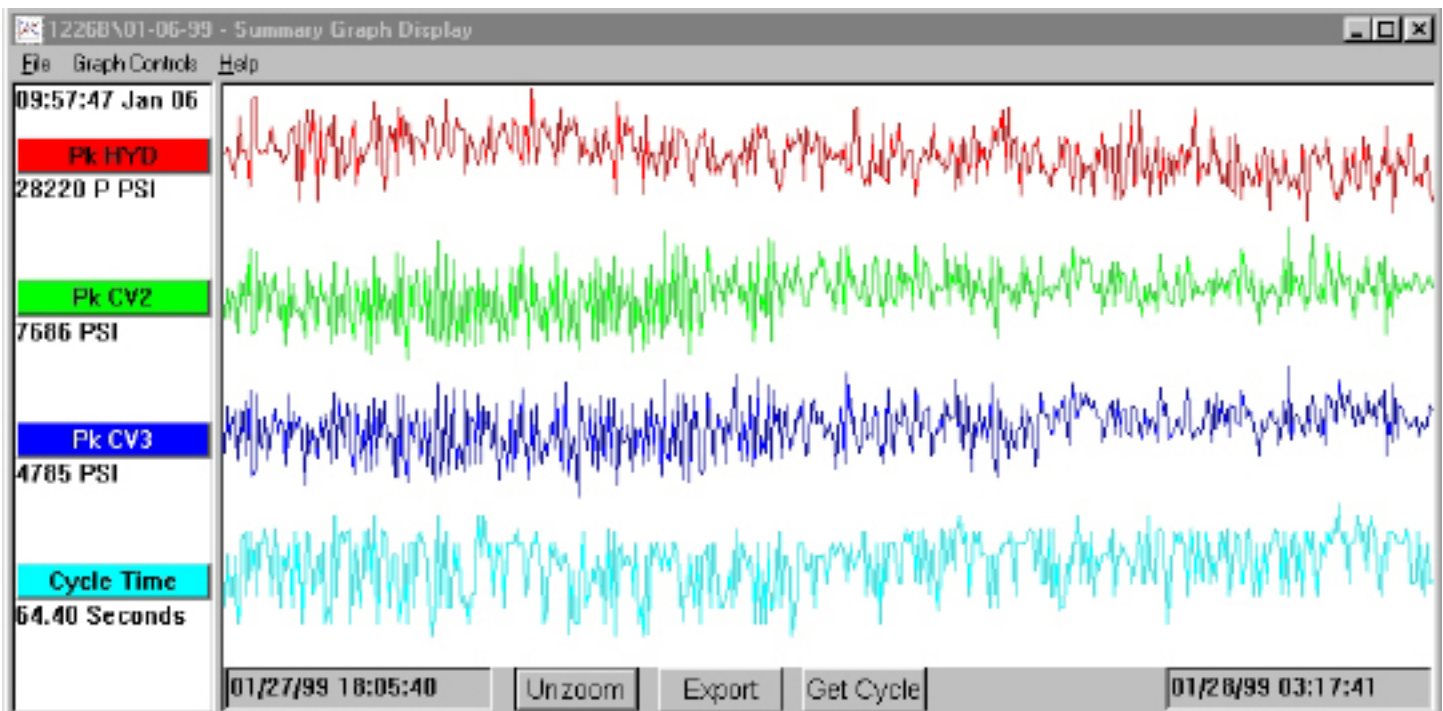 12268\01-06-99 - Summary Graph Display
File Graph Controls Help
09:57:47 Jan 06
Pk HYD
28220 P PSI
Pk CV2
7686 PSI
Pk CV3
4785 PSI
Cycle Time
64.40 Seconds
01/27/99 18:05:40 Unzoom Export Get Cycle 01/28/99 03:17:41